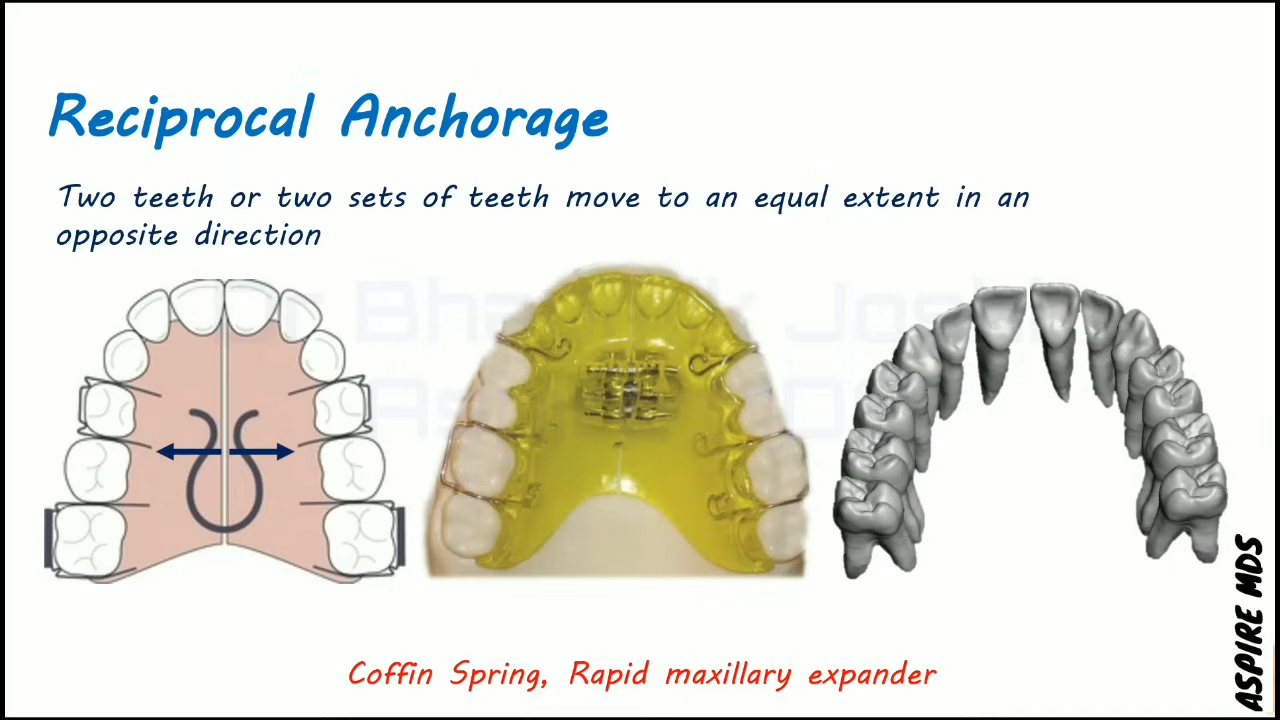 Reciprocal Anchorage
Two teeth or two sets of teeth move to an equal extent in an
opposite direction
Coffin Spring, Rapid maxillary expander
ASPIRE MDS